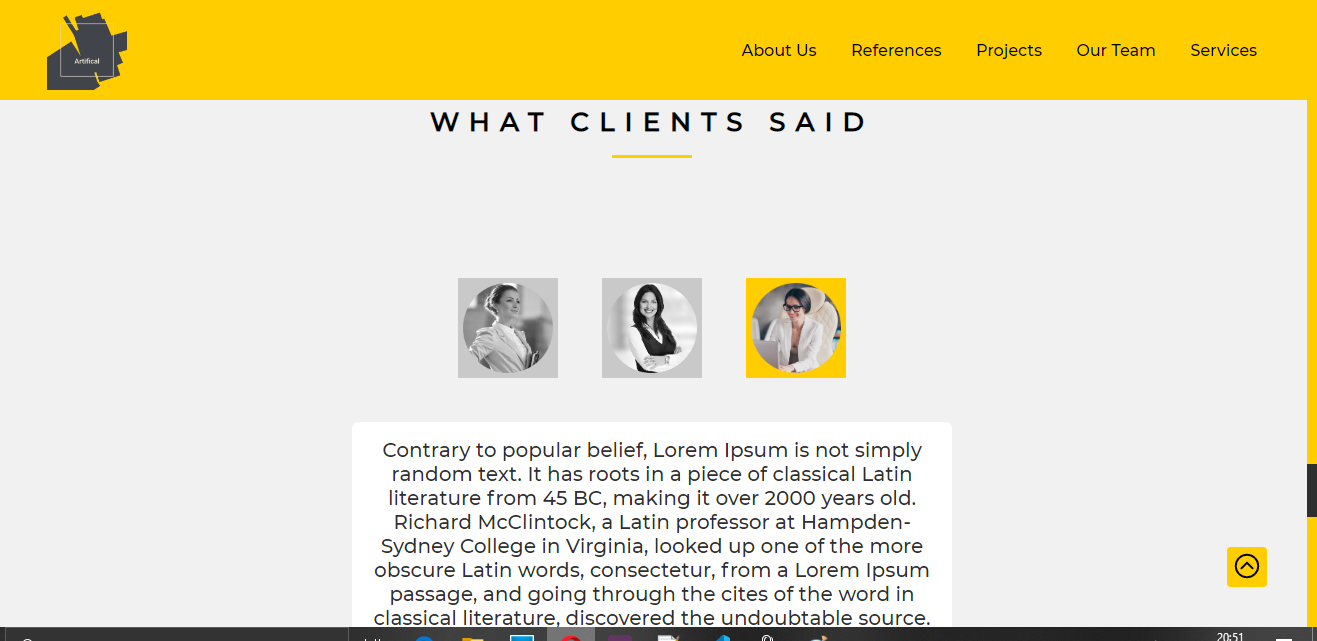 Artifical
About Us References Projects Our Team Services
WHAT CLIENTS SAID
Contrary to popular belief, Lorem Ipsum is not simply
random text. It has roots in a piece of classical Latin
literature from 45 BC, making it over 2000 years old.
Richard McClintock, a Latin professor at Hampden-
Sydney College in Virginia, looked up one of the more
obscure Latin words, consectetur, from a Lorem Ipsum
passage, and going through the cites of the word in
classical literature, discovered the undoubtable source.
20:51